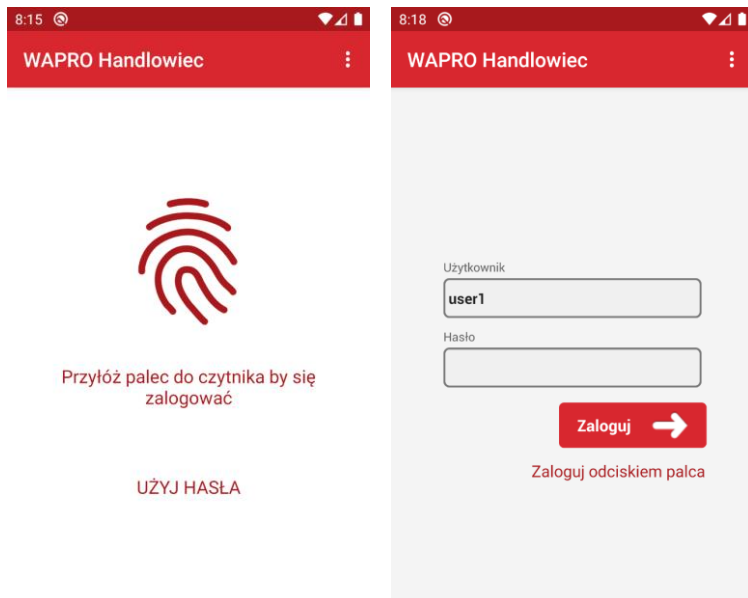 8:15
WAPRO Handlowiec
Przyłóż palec do czytnika by się
zalogować
UŻYJ HASŁA
8:18
WAPRO Handlowiec
Użytkownik
user1
Hasło
Zaloguj
Zaloguj odciskiem palca